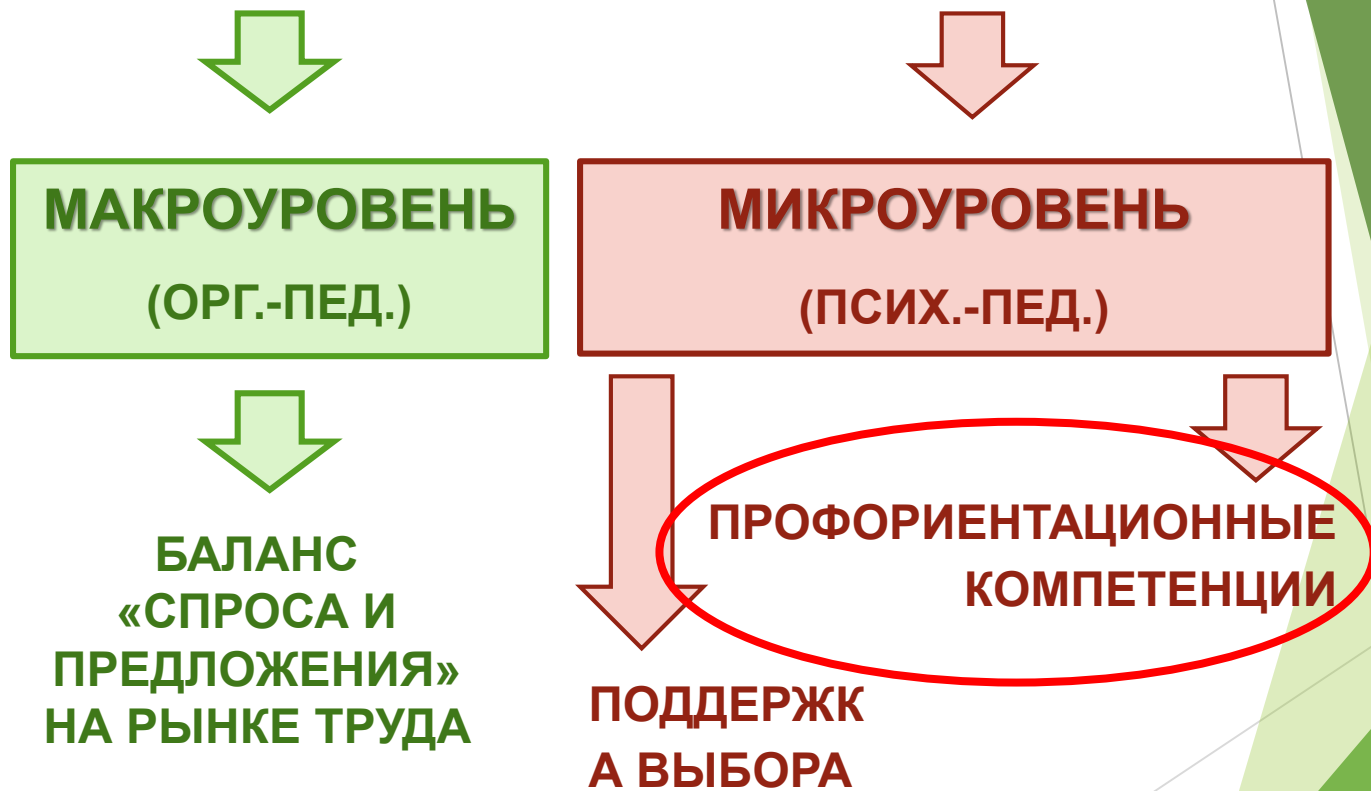 МАКРОУРОВЕНЬ
(ОРГ.-ПЕД.)
МИКРОУРОВЕНЬ
(ПСИХ.-ПЕД.)
БАЛАНС
«СПРОСА И
ПРЕДЛОЖЕНИЯ»
НА РЫНКЕ ТРУДА
ПРОФОРИЕНТАЦИОННЫЕ
КОМПЕТЕНЦИИ
ПОДДЕРЖК
А ВЫБОРА